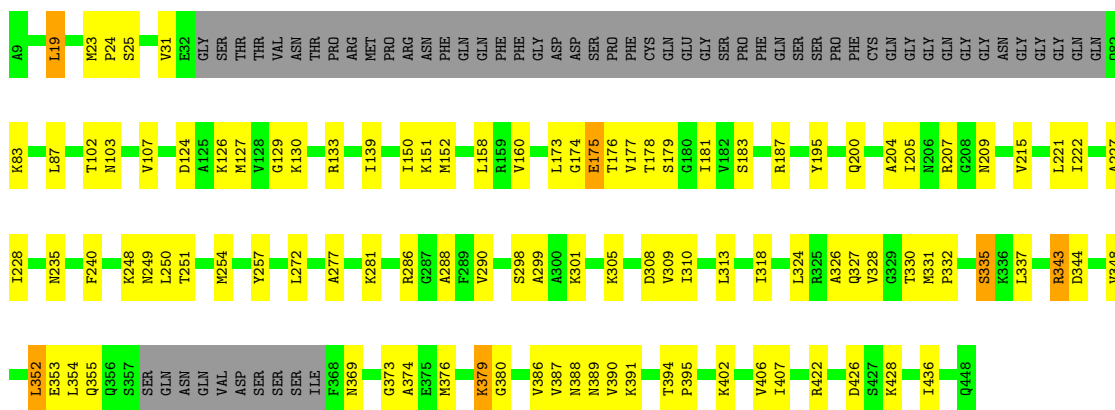 A9 L19 M23 P24 S25 V31 E32 GLY SER THR THR VAL ASN THR PRO ARG MET PRO ARG ASN PHE GLN GLN PHE PHE GLY ASP ASP SER PRO PHE CYS GLN GLU GLY SER PRO PHE GLN SER SER PRO PHE CYS GLN GLY GLY GLY GLY ASN GLY GLY GLY GLN GLN
K83 L87 T102 N103 V107 D124 A125 K126 M127 V128 G129 K130 R133 I139 I150 K151 M152 L158 R159 V160 L173 G174 E175 T176 V177 T178 S179 G180 I181 V182 S183 R187 Y195 Q200 A204 I205 N206 R207 G208 N209 V215 L221 I222
I228 N235 F240 K248 N249 L250 T251 M254 Y257 L272 A277 K281 R286 G287 A288 F289 V290 S298 A299 A300 K301 K305 D308 V309 I310 L313 I318 L324 R325 A326 Q327 V328 G329 T330 M331 P332 S335 K336 L337 R343 D344
L352 E353 L354 Q355 Q356 S357 SER GLN ASN GLN VAL ASP SER SER SER ILE F368 N369 G373 A374 E375 M376 K379 G380 V386 V387 N388 N389 V390 K391 T394 P395 K402 V406 I407 R422 D426 S427 K428 I436 Q448